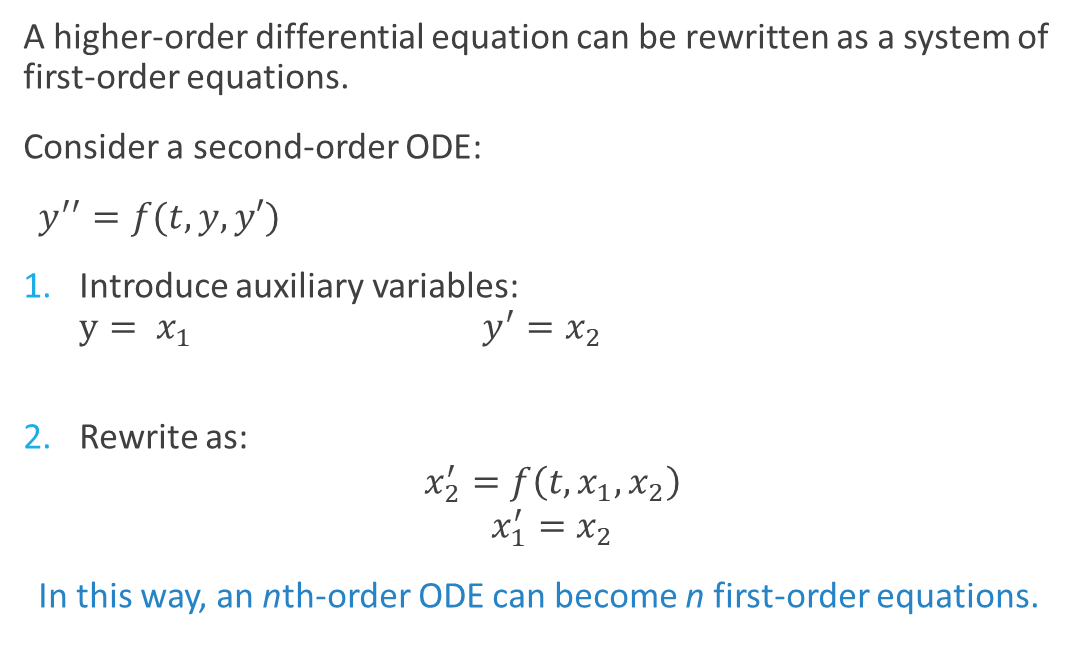 A higher-order differential equation can be rewritten as a system of
first-order equations.
Consider a second-order ODE:
y′′ = f(t, y, y′)
1. Introduce auxiliary variables:
y = x₁ y′ = x₂
2. Rewrite as:
x₂′ = f(t, x₁, x₂)
x₁′ = x₂
In this way, an nth-order ODE can become n first-order equations.